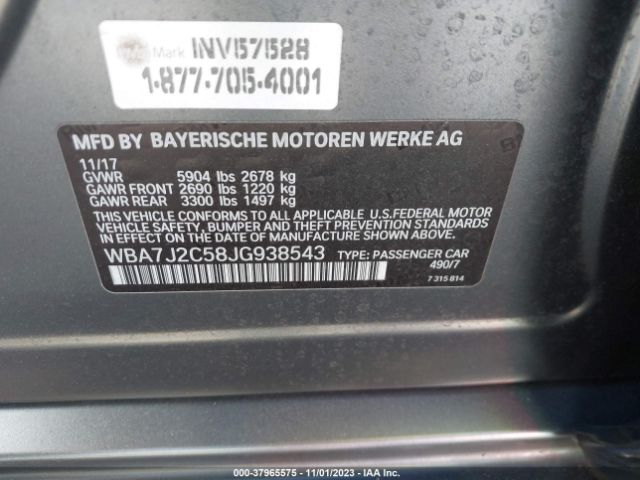 Mark INV57528
1-877-705-4001
MFD BY BAYERISCHE MOTOREN WERKE AG
11/17
GVWR 5904 lbs 2678 kg
GAWR FRONT 2690 lbs 1220 kg
GAWR REAR 3300 lbs 1497 kg
THIS VEHICLE CONFORMS TO ALL APPLICABLE U.S.FEDERAL MOTOR
VEHICLE SAFETY, BUMPER, AND THEFT PREVENTION STANDARDS
IN EFFECT ON THE DATE OF MANUFACTURE SHOWN ABOVE.
WBA7J2C58JG938543 TYPE: PASSENGER CAR
490/7
7 315 814
© COPY: 37965575 - 11/01/2023 - IAA Inc.